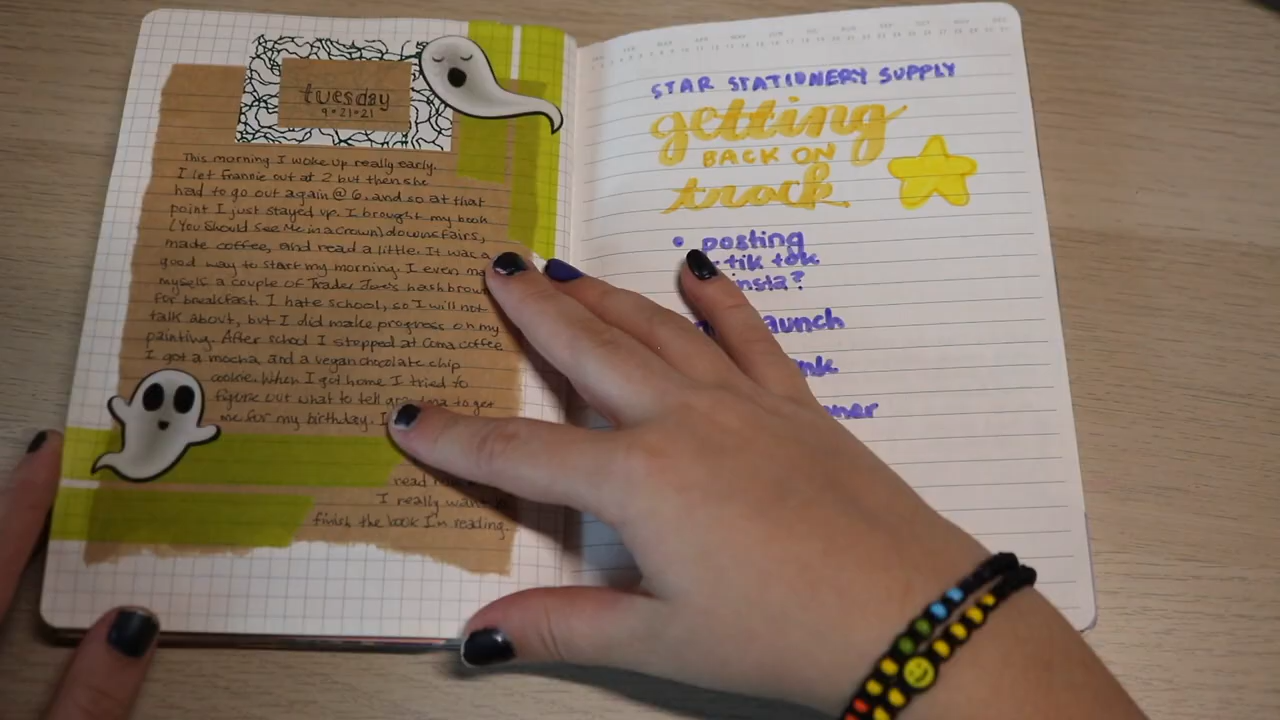 tuesday
9•21•21
This morning I woke up really early.
I let frannie out at 2 but then she
had to go out again @ 6. and so at that
point I just stayed up. I brought my book
(You Should See Me in a Crown) downstairs,
made coffee, and read a little. It was a
good way to start my morning. I even
myself a couple of Trader Joe's hashbrown
for breakfast. I hate school, so I will not
talk about, but I did make progress on my
painting. After school I stopped at Coma coffee
I got a mocha and a vegan chocolate chip
cookie. When I got home I tried to
figure out what to tell to get
me for my birthday. I
read
I really want
finish the book I'm reading.
STAR STATIONERY SUPPLY
getting
BACK ON
track
• posting
- tik tok
insta?
aunch